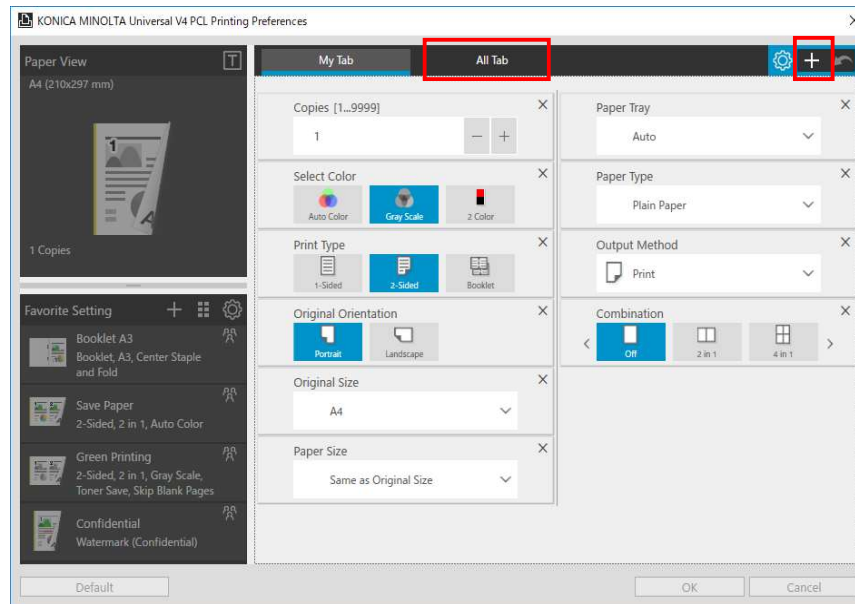 KONICA MINOLTA Universal V4 PCL Printing Preferences
Paper View
T
A4 (210x297 mm)
1
1 Copies
Favorite Setting
Booklet A3
Booklet, A3, Center Staple
and Fold
Save Paper
2-Sided, 2 in 1, Auto Color
Green Printing
2-Sided, 2 in 1, Gray Scale,
Toner Save, Skip Blank Pages
Confidential
Watermark (Confidential)
My Tab
All Tab
Copies [1...9999]
1
Select Color
Auto Color
Gray Scale
2 Color
Print Type
1-Sided
2-Sided
Booklet
Original Orientation
Portrait
Landscape
Original Size
A4
Paper Size
Same as Original Size
Paper Tray
Auto
Paper Type
Plain Paper
Output Method
Print
Combination
Off
2 in 1
4 in 1
Default
OK
Cancel